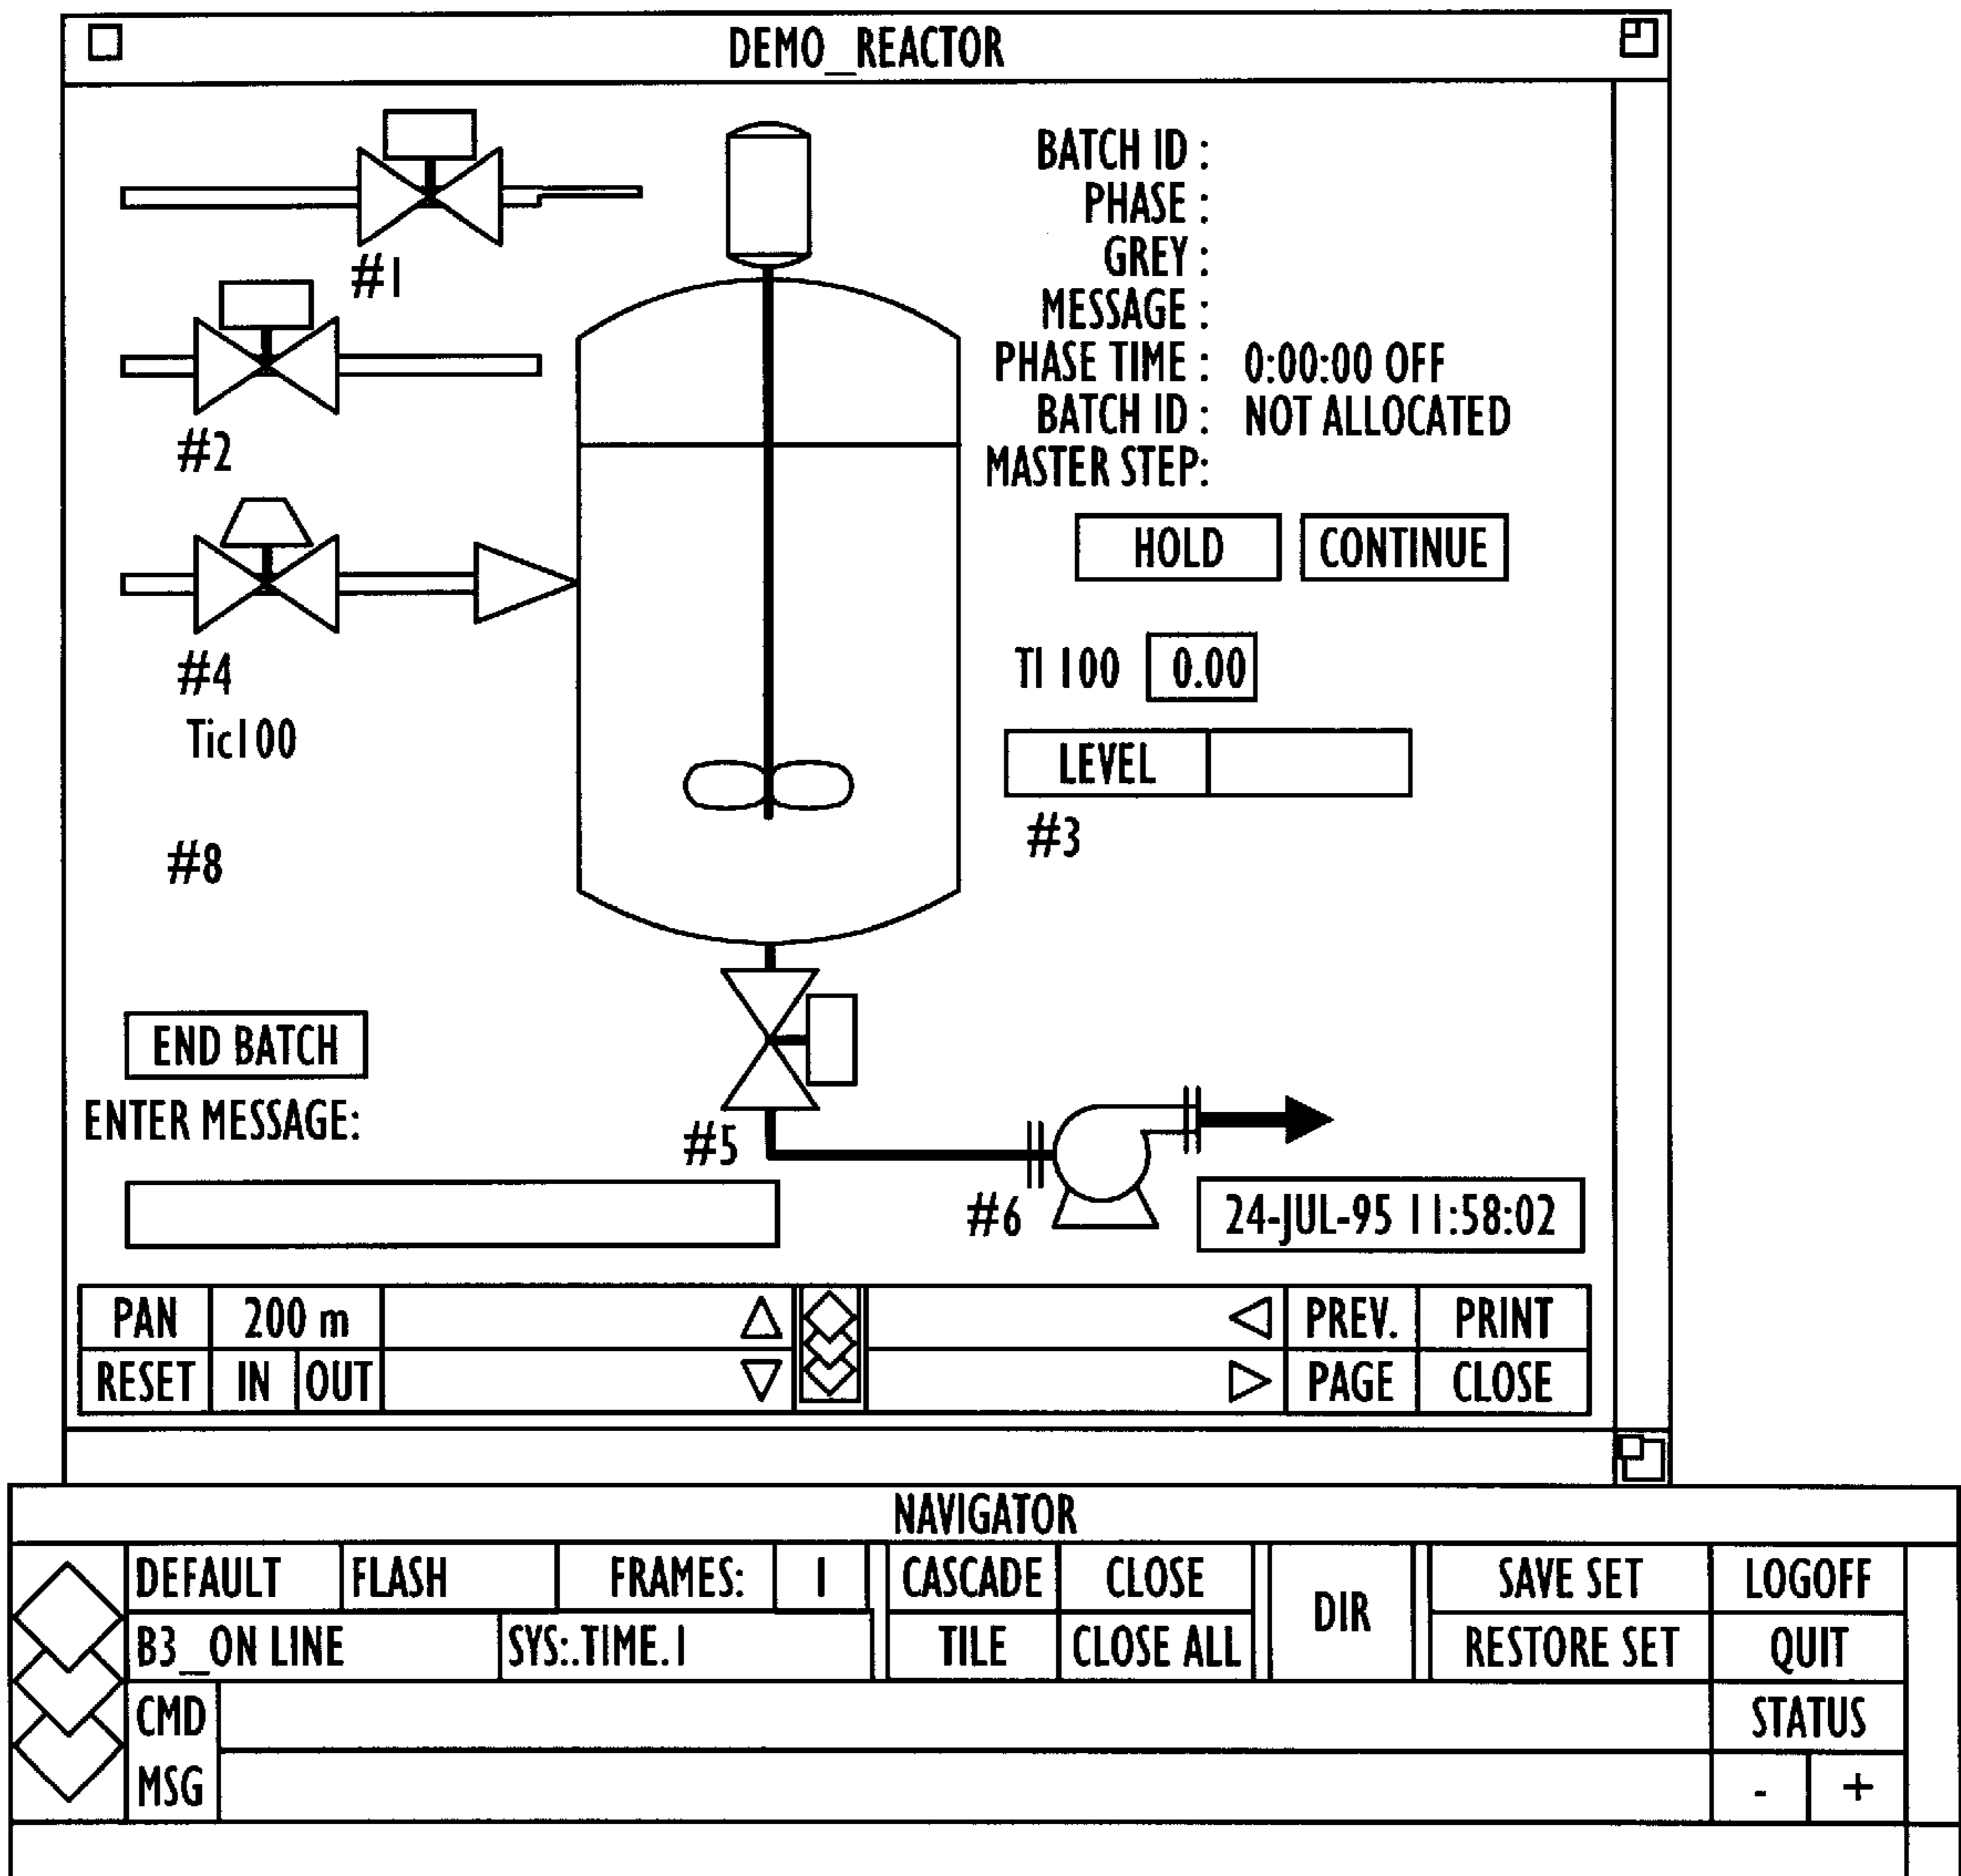 DEMO_REACTOR
BATCH ID :
PHASE :
GREY :
MESSAGE :
PHASE TIME : 0:00:00 OFF
BATCH ID : NOT ALLOCATED
MASTER STEP:
#1
#2
HOLD CONTINUE
#4
Tic100
TI 100 0.00
LEVEL
#3
#8
END BATCH
ENTER MESSAGE:
#5
#6
24-JUL-95 11:58:02
PAN 200 m PREV. PRINT
RESET IN OUT PAGE CLOSE
NAVIGATOR
DEFAULT FLASH FRAMES: 1 CASCADE CLOSE DIR SAVE SET LOGOFF
B3_ON LINE SYS:.TIME.1 TILE CLOSE ALL RESTORE SET QUIT
CMD STATUS
MSG - +